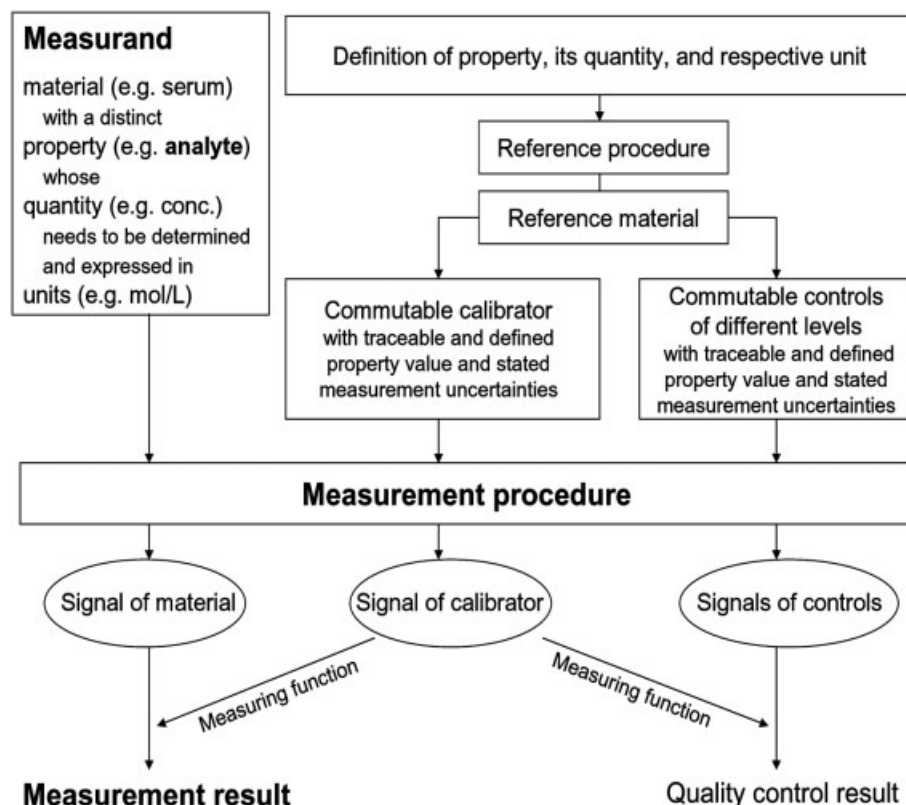 Measurand
material (e.g. serum)
with a distinct
property (e.g. analyte)
whose
quantity (e.g. conc.)
needs to be determined
and expressed in
units (e.g. mol/L)
Definition of property, its quantity, and respective unit
Reference procedure
Reference material
Commutable calibrator
with traceable and defined
property value and stated
measurement uncertainties
Commutable controls
of different levels
with traceable and defined
property value and stated
measurement uncertainties
Measurement procedure
Signal of material
Signal of calibrator
Signals of controls
Measuring function
Measuring function
Measurement result
Quality control result